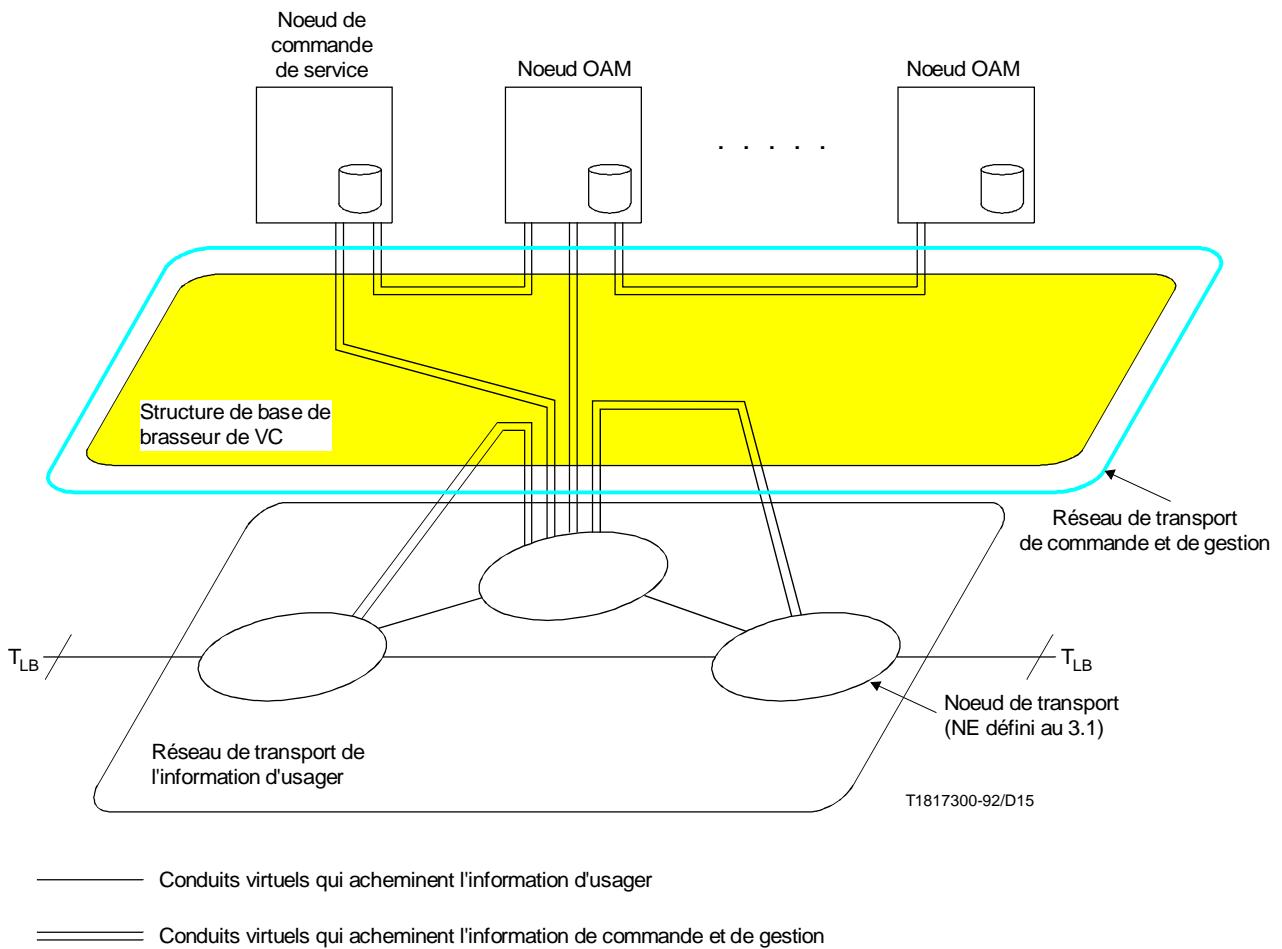 Noeud de
commande
de service
Noeud OAM
Noeud OAM
. . . . .
Structure de base de
brasseur de VC
Réseau de transport
de commande et de gestion
T_LB
T_LB
Noeud de transport
(NE défini au 3.1)
Réseau de transport de
l'information d'usager
T1817300-92/D15
Conduits virtuels qui acheminent l'information d'usager
Conduits virtuels qui acheminent l'information de commande et de gestion